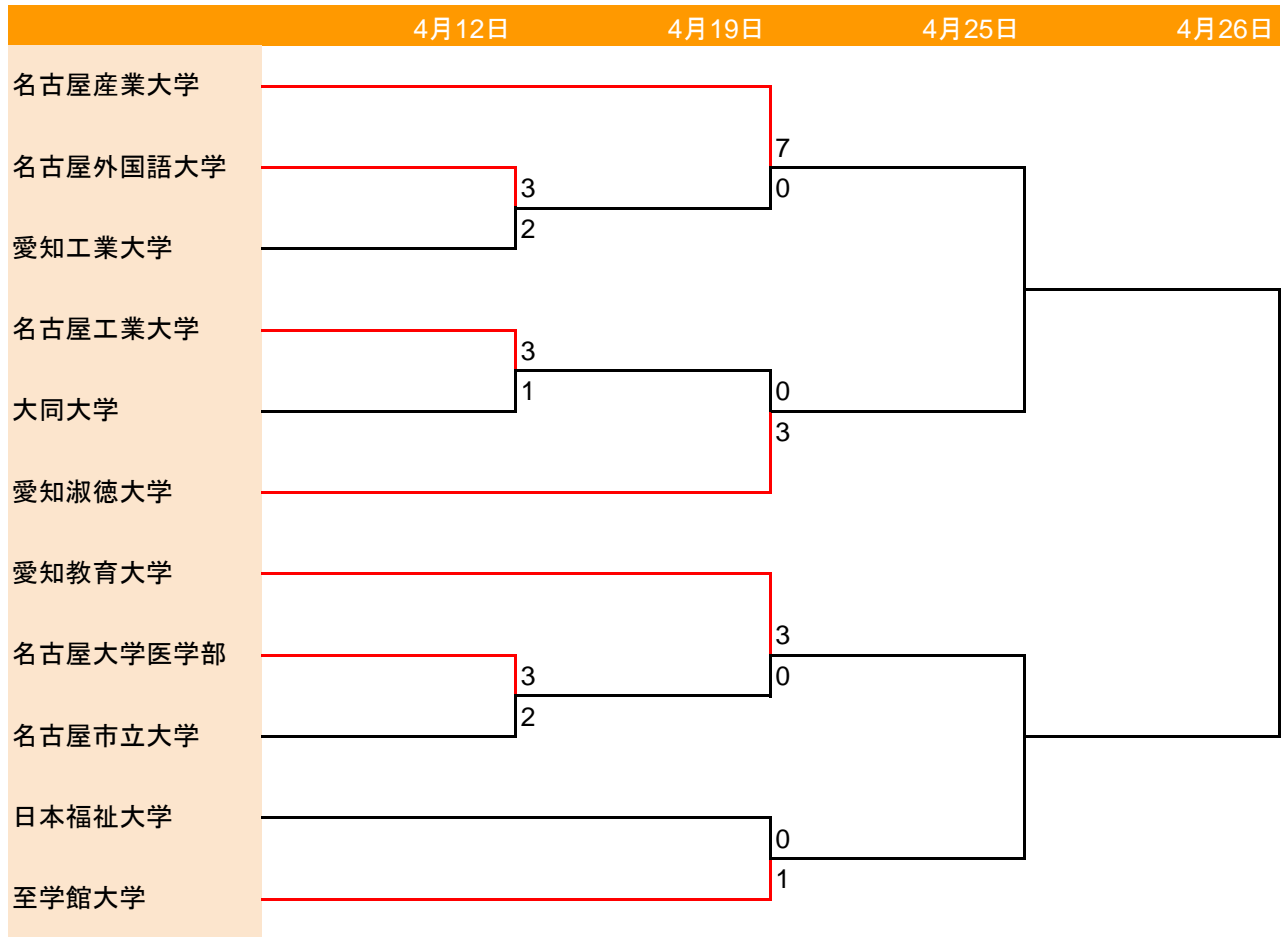 4月12日 4月19日 4月25日 4月26日
名古屋産業大学
7
名古屋外国語大学
3
0
2
愛知工業大学
名古屋工業大学
3
1
0
大同大学
3
愛知淑徳大学
愛知教育大学
3
名古屋大学医学部
3
0
2
名古屋市立大学
日本福祉大学
0
1
至学館大学